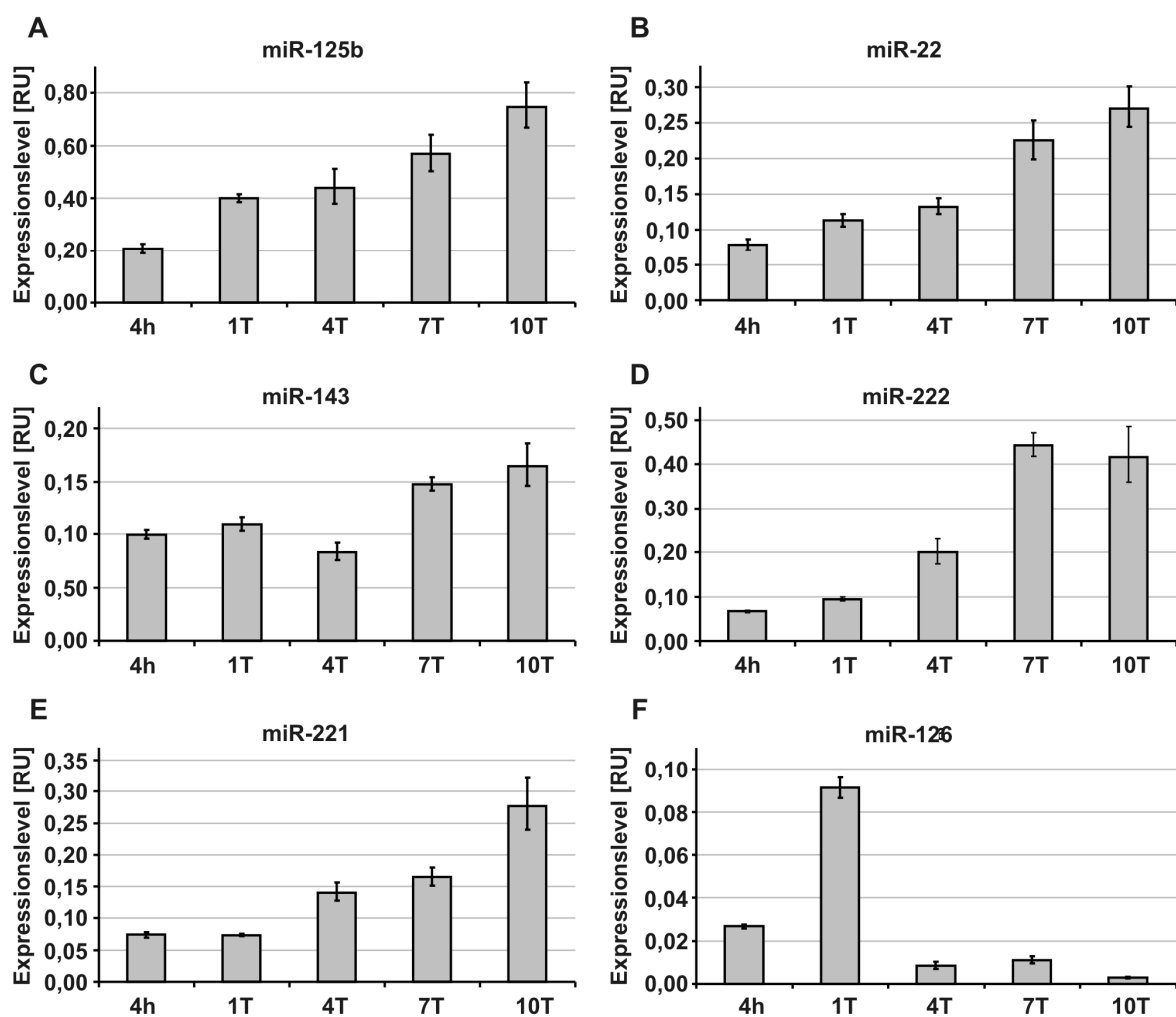 A
miR-125b
Expressionslevel [RU]
0,80
0,60
0,40
0,20
0,00
4h 1T 4T 7T 10T
B
miR-22
Expressionslevel [RU]
0,30
0,25
0,20
0,15
0,10
0,05
0,00
4h 1T 4T 7T 10T
C
miR-143
Expressionslevel [RU]
0,20
0,15
0,10
0,50
0,00
4h 1T 4T 7T 10T
D
miR-222
Expressionslevel [RU]
0,50
0,40
0,30
0,20
0,10
0,00
4h 1T 4T 7T 10T
E
miR-221
Expressionslevel [RU]
0,35
0,30
0,25
0,20
0,15
0,10
0,05
0,00
4h 1T 4T 7T 10T
F
miR-126
Expressionslevel [RU]
0,10
0,08
0,06
0,04
0,02
0,00
4h 1T 4T 7T 10T